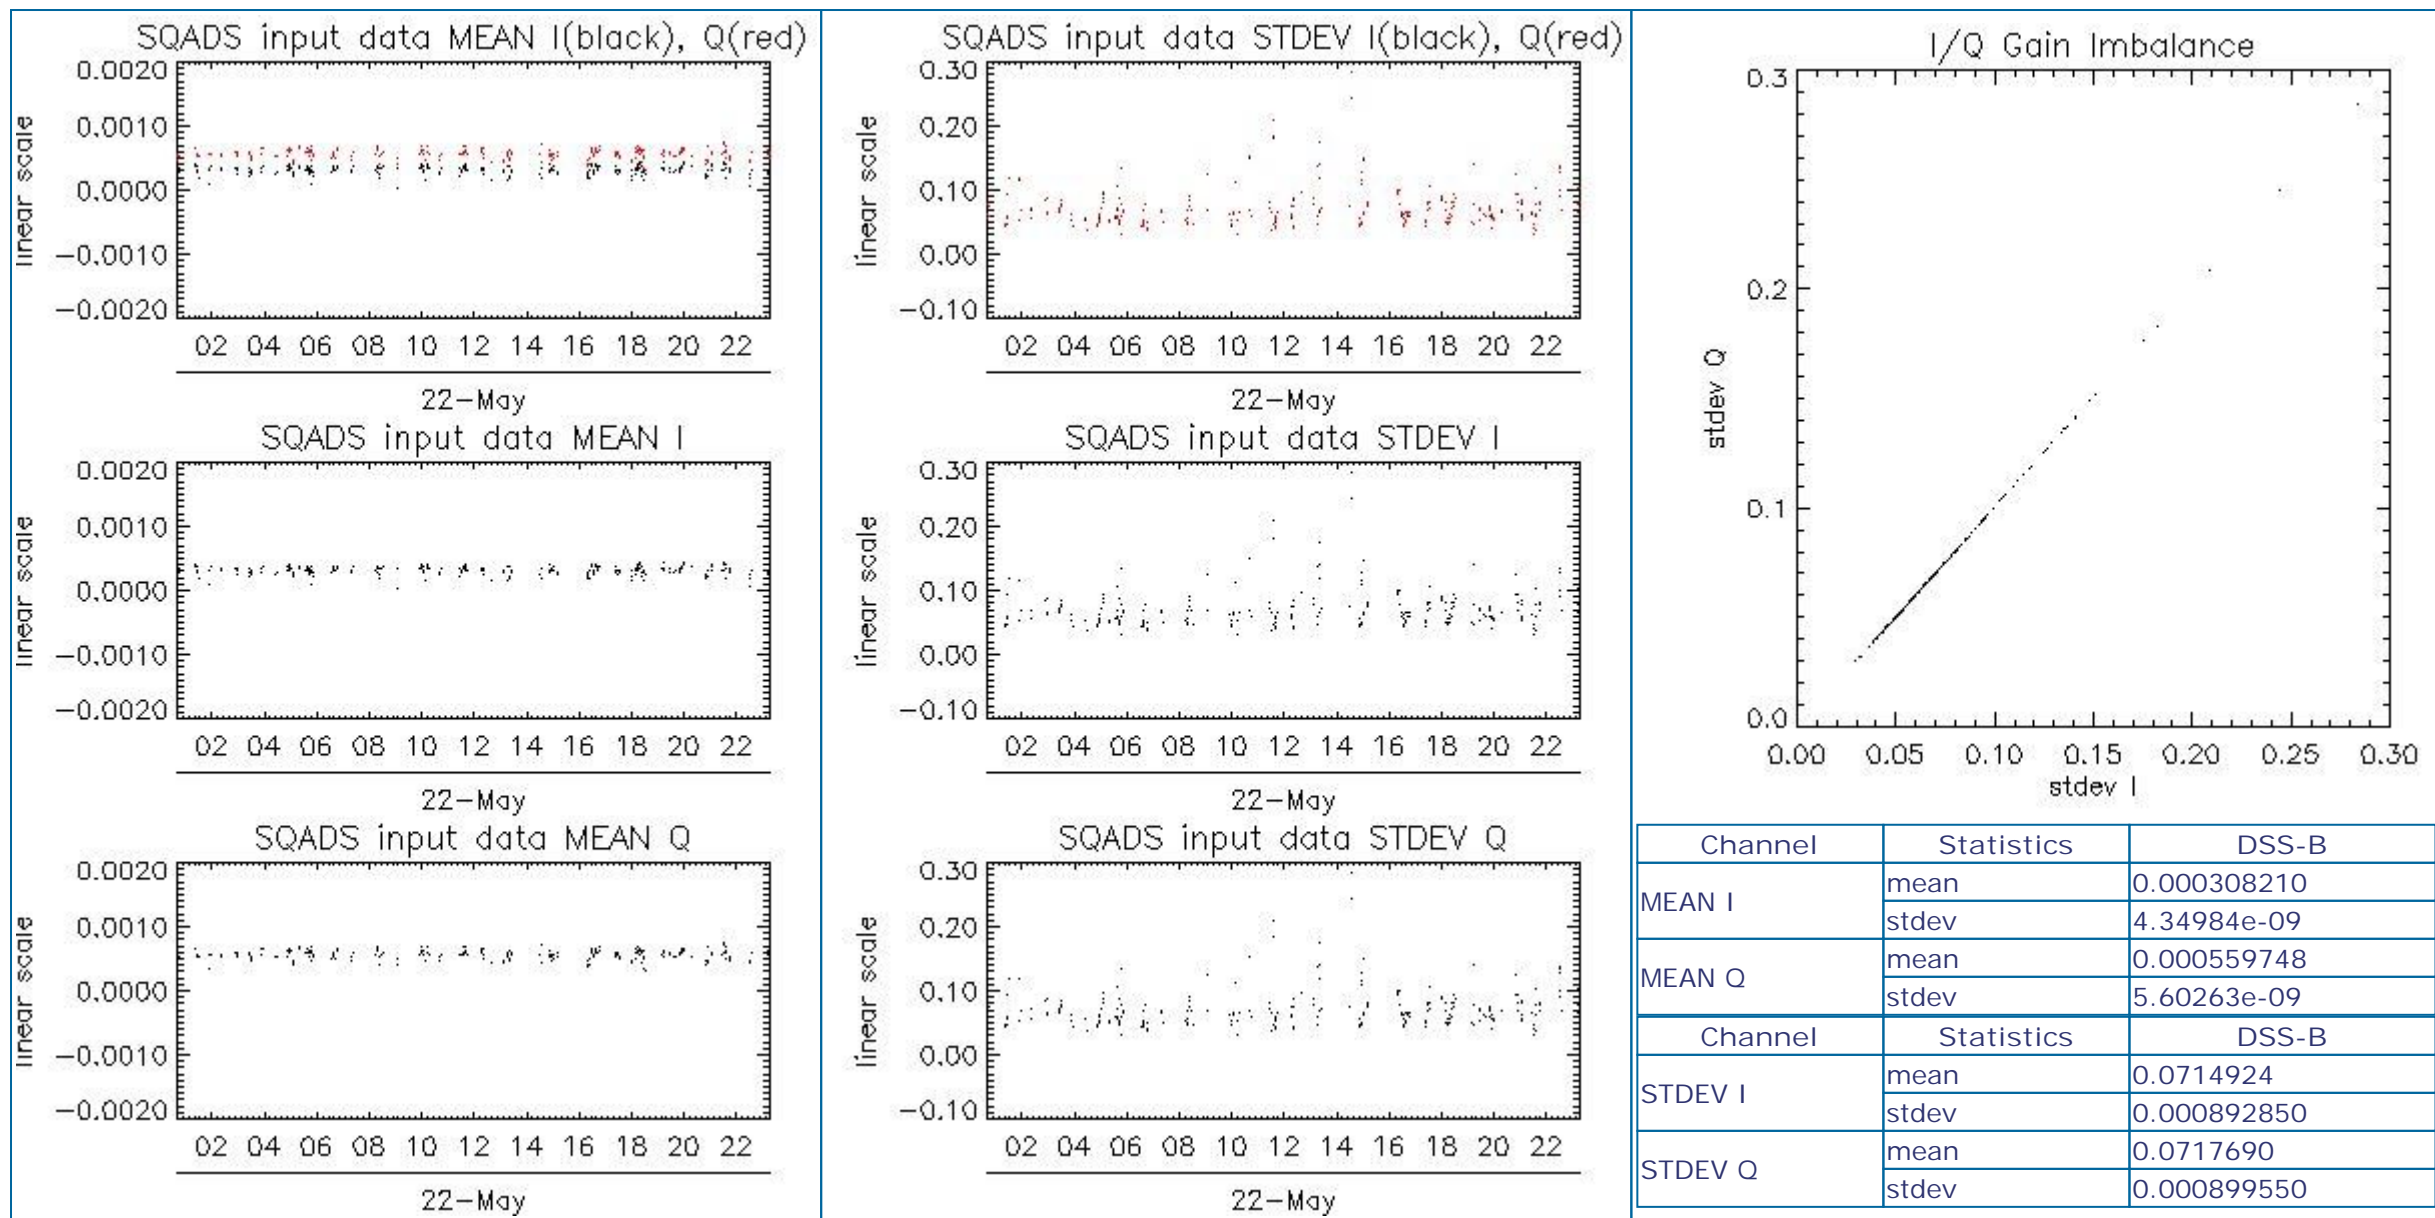 SQADS input data MEAN I(black), Q(red)
0.0020
0.0010
0.0000
−0.0010
−0.0020
linear scale
02 04 06 08 10 12 14 16 18 20 22
22−May
SQADS input data MEAN I
0.0020
0.0010
0.0000
−0.0010
−0.0020
linear scale
02 04 06 08 10 12 14 16 18 20 22
22−May
SQADS input data MEAN Q
0.0020
0.0010
0.0000
−0.0010
−0.0020
linear scale
02 04 06 08 10 12 14 16 18 20 22
22−May
SQADS input data STDEV I(black), Q(red)
0.30
0.20
0.10
0.00
−0.10
linear scale
02 04 06 08 10 12 14 16 18 20 22
22−May
SQADS input data STDEV I
0.30
0.20
0.10
0.00
−0.10
linear scale
02 04 06 08 10 12 14 16 18 20 22
22−May
SQADS input data STDEV Q
0.30
0.20
0.10
0.00
−0.10
linear scale
02 04 06 08 10 12 14 16 18 20 22
22−May
I/Q Gain Imbalance
0.3
0.2
0.1
0.0
stdev Q
0.00 0.05 0.10 0.15 0.20 0.25 0.30
stdev I
Channel Statistics DSS-B
MEAN I mean 0.000308210
stdev 4.34984e-09
MEAN Q mean 0.000559748
stdev 5.60263e-09
Channel Statistics DSS-B
STDEV I mean 0.0714924
stdev 0.000892850
STDEV Q mean 0.0717690
stdev 0.000899550